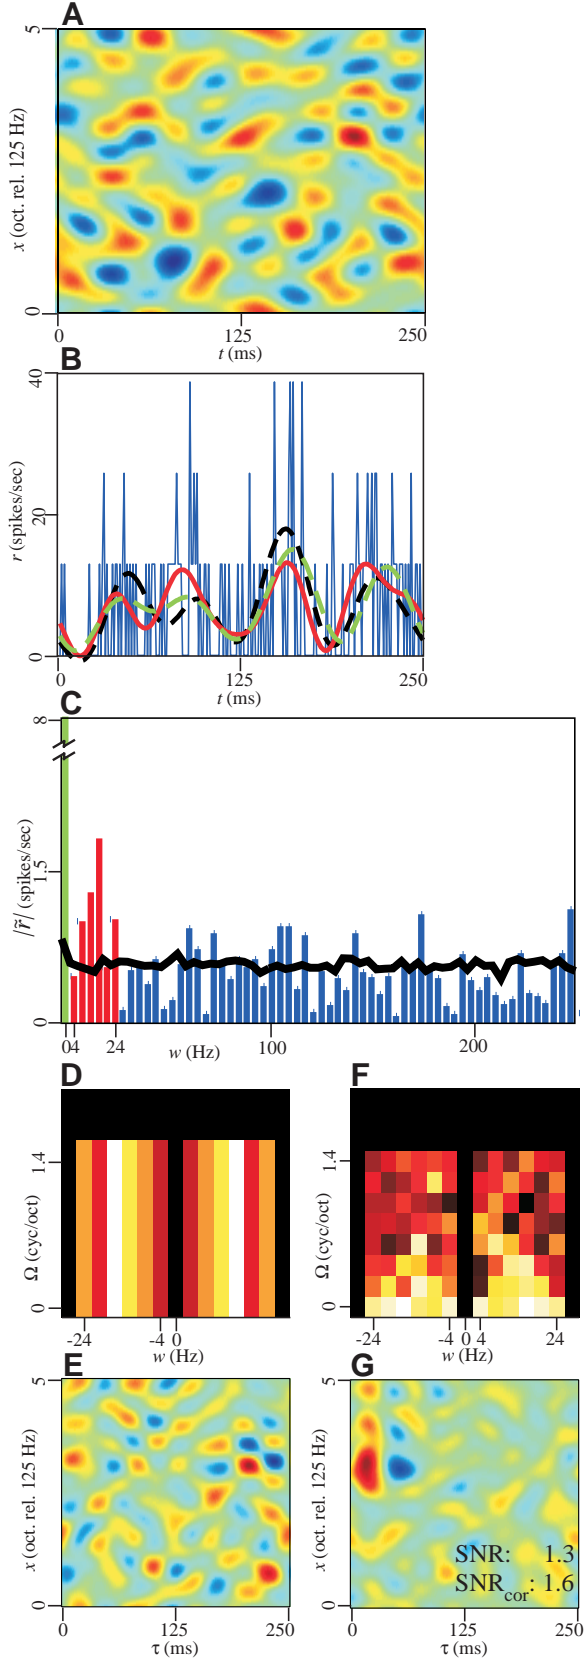 A
5
x (oct. rel. 125 Hz)
0
0 125 250
t (ms)
B
40
r (spikes/sec)
20
0
0 125 250
t (ms)
C
8
|r̃| (spikes/sec)
1.5
0
0 4 24 100 200
w (Hz)
D
1.4
Ω (cyc/oct)
0
-24 -4 0
w (Hz)
F
1.4
Ω (cyc/oct)
0
-24 -4 0 4 24
w (Hz)
E
5
x (oct. rel. 125 Hz)
0
0 125 250
τ (ms)
G
5
x (oct. rel. 125 Hz)
0
SNR: 1.3
SNRcor: 1.6
0 125 250
τ (ms)